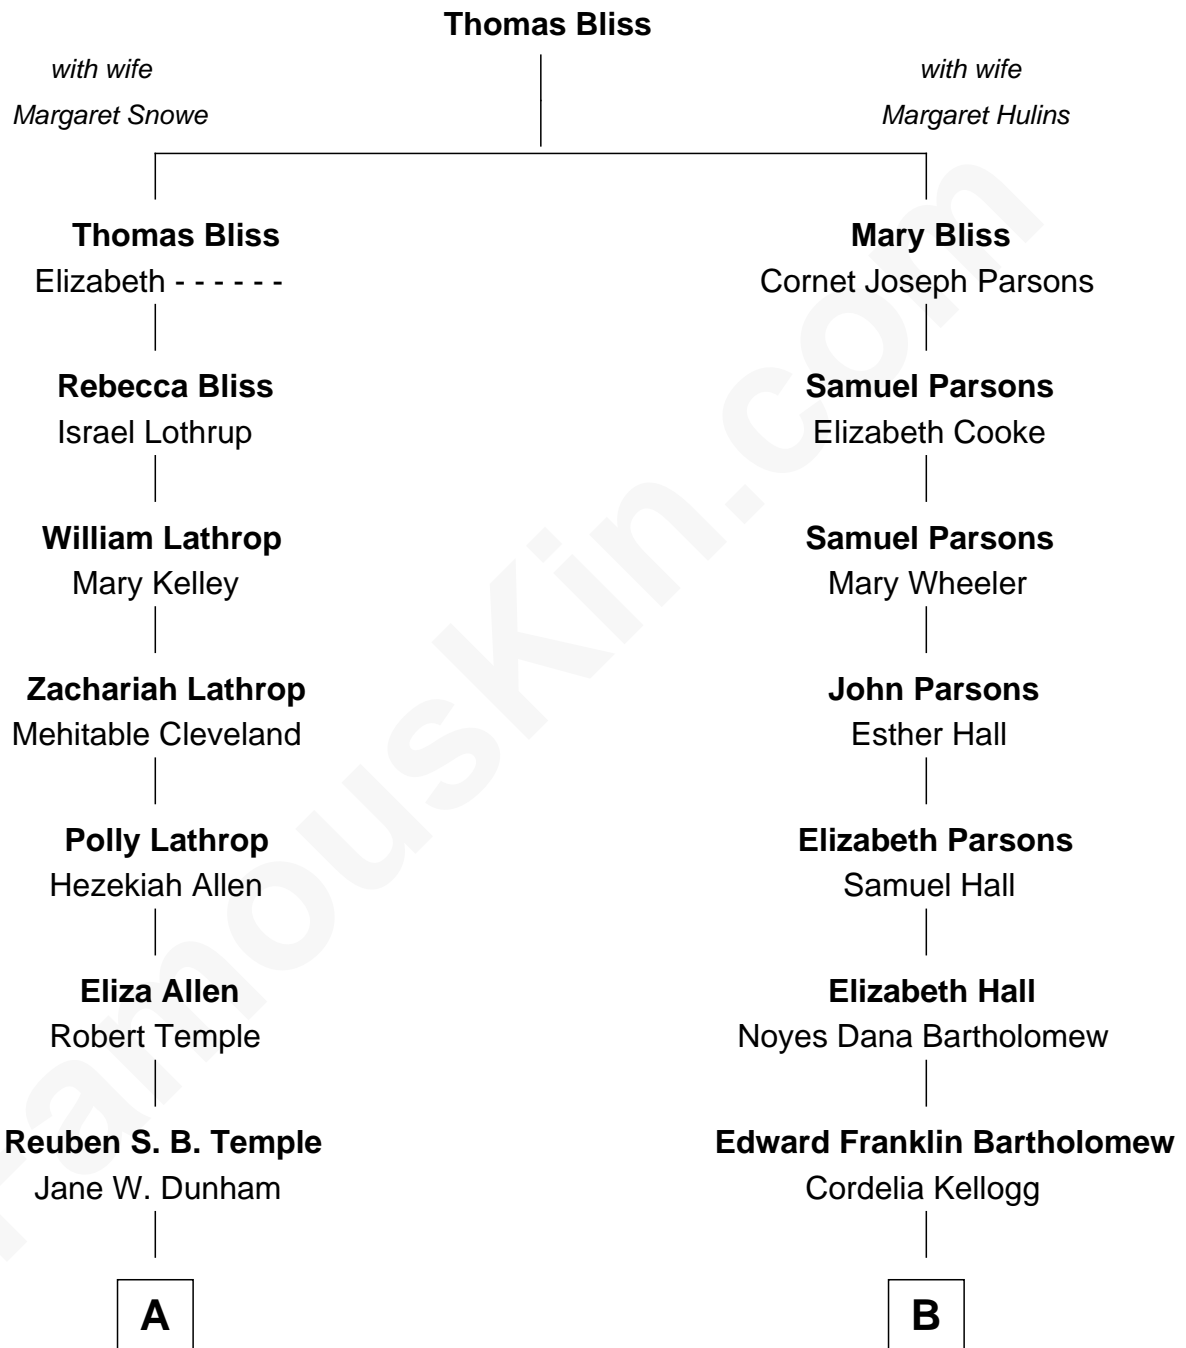 Thomas Bliss
with wife
Margaret Snowe
with wife
Margaret Hulins
Thomas Bliss
Elizabeth - - - - - -
Mary Bliss
Cornet Joseph Parsons
Rebecca Bliss
Israel Lothrup
Samuel Parsons
Elizabeth Cooke
William Lathrop
Mary Kelley
Samuel Parsons
Mary Wheeler
Zachariah Lathrop
Mehitable Cleveland
John Parsons
Esther Hall
Polly Lathrop
Hezekiah Allen
Elizabeth Parsons
Samuel Hall
Eliza Allen
Robert Temple
Elizabeth Hall
Noyes Dana Bartholomew
Reuben S. B. Temple
Jane W. Dunham
Edward Franklin Bartholomew
Cordelia Kellogg
A
B
FamousKin.com